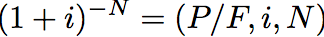 (1 + i)^{-N} = (P/F, i, N)